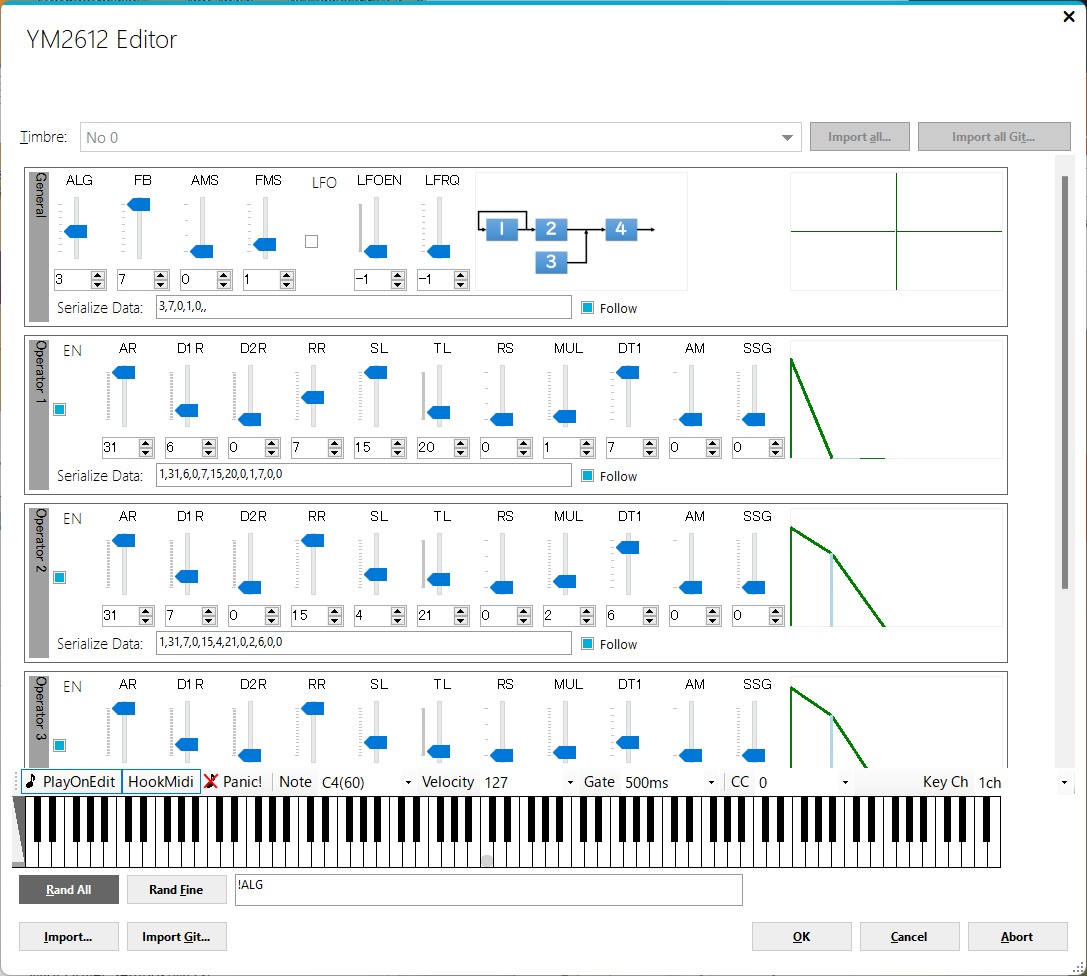 YM2612 Editor
Timbre: No 0 Import all... Import all Git...
General
ALG FB AMS FMS LFO LFOEN LFRQ
1 2 4
3
3 7 0 1 -1 -1
Serialize Data: 3,7,0,1,0,, Follow
Operator 1
EN AR D1R D2R RR SL TL RS MUL DT1 AM SSG
31 6 0 7 15 20 0 1 7 0 0
Serialize Data: 1,31,6,0,7,15,20,0,1,7,0,0 Follow
Operator 2
EN AR D1R D2R RR SL TL RS MUL DT1 AM SSG
31 7 0 15 4 21 0 2 6 0 0
Serialize Data: 1,31,7,0,15,4,21,0,2,6,0,0 Follow
Operator 3
EN AR D1R D2R RR SL TL RS MUL DT1 AM SSG
PlayOnEdit HookMidi Panic! Note C4(60) Velocity 127 Gate 500ms CC 0 Key Ch 1ch
Rand All Rand Fine !ALG
Import... Import Git... OK Cancel Abort